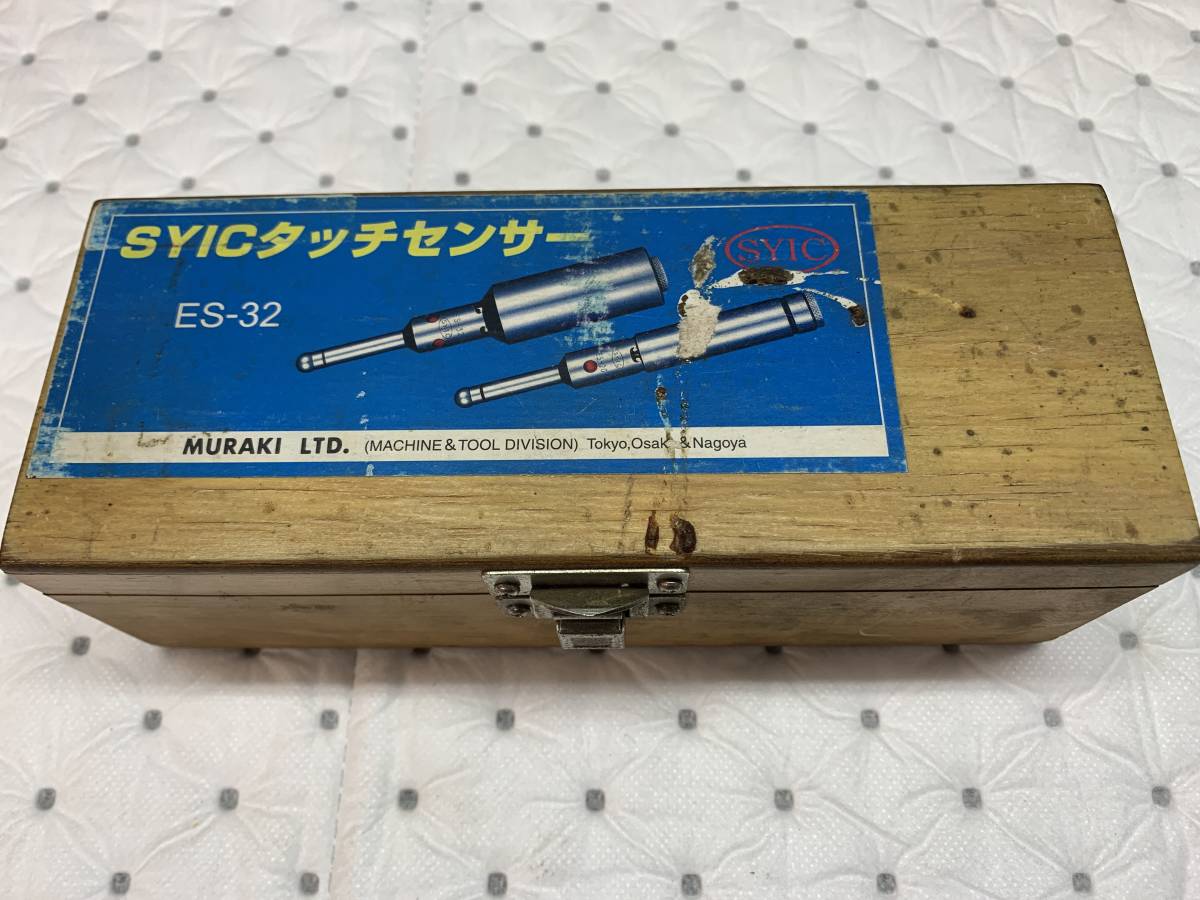 SYICタッチセンサー
SYIC
ES-32
MURAKI LTD. (MACHINE & TOOL DIVISION) Tokyo,Osak & Nagoya